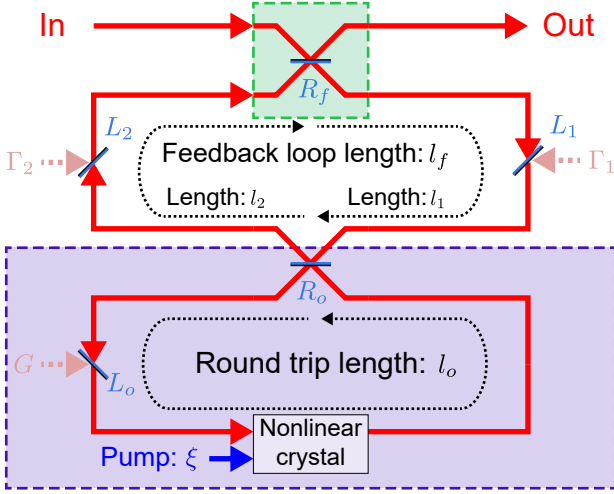 In
Out
R_f
L_2
L_1
Γ_2
Feedback loop length: l_f
Γ_1
Length: l_2
Length: l_1
R_o
G
L_o
Round trip length: l_o
Nonlinear
crystal
Pump: ξ